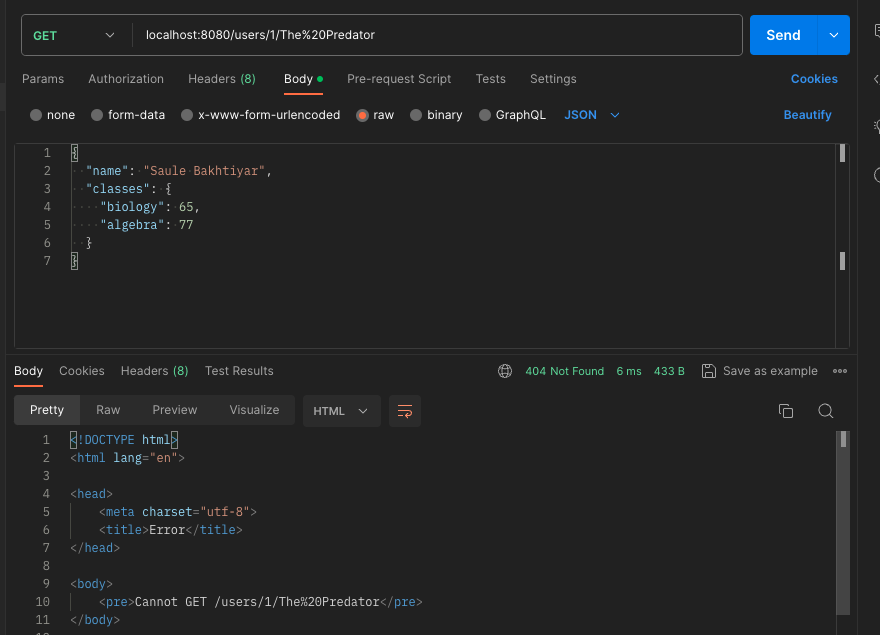 GET localhost:8080/users/1/The%20Predator Send
Params Authorization Headers (8) Body Pre-request Script Tests Settings Cookies
none form-data x-www-form-urlencoded raw binary GraphQL JSON Beautify
1 {
2 "name": "Saule Bakhtiyar",
3 "classes": {
4 "biology": 65,
5 "algebra": 77
6 }
7 }
Body Cookies Headers (8) Test Results 404 Not Found 6 ms 433 B Save as example
Pretty Raw Preview Visualize HTML
1 <!DOCTYPE html>
2 <html lang="en">
3
4 <head>
5 <meta charset="utf-8">
6 <title>Error</title>
7 </head>
8
9 <body>
10 <pre>Cannot GET /users/1/The%20Predator</pre>
11 </body>